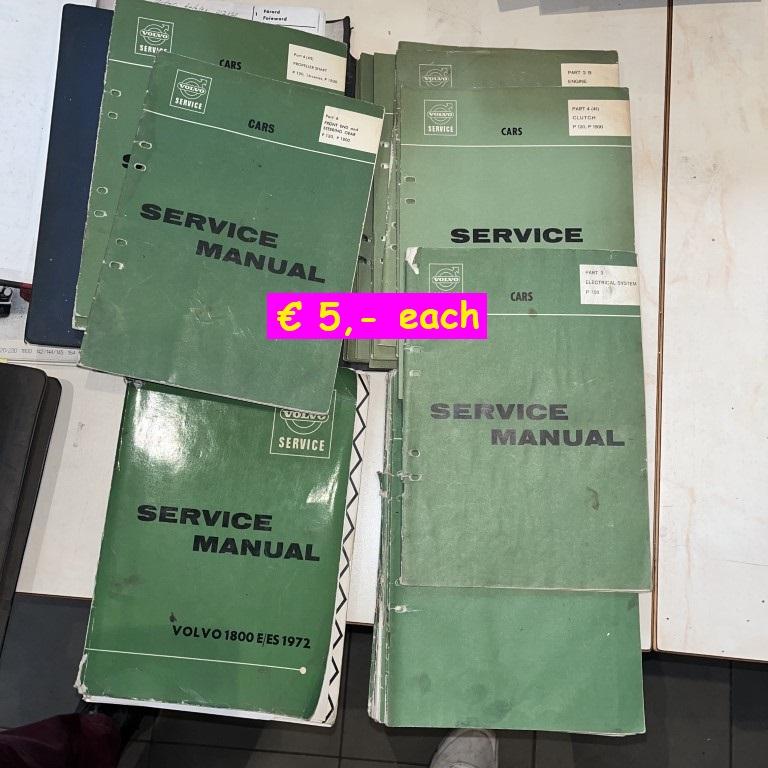 Förord
Foreword
VOLVO
SERVICE
CARS
Part 4 (45)
PROPELLER SHAFT
VOLVO
SERVICE
CARS
Part 6
FRONT END and
STEERING GEAR
P 120, P 1800
SERVICE
MANUAL
VOLVO
PART 2 B
ENGINE
VOLVO
SERVICE
CARS
PART 4 (41)
CLUTCH
P 120, P 1800
SERVICE
VOLVO
CARS
PART 3
ELECTRICAL SYSTEM
P 120
SERVICE
MANUAL
€ 5,- each
VOLVO
SERVICE
SERVICE
MANUAL
VOLVO 1800 E/ES 1972